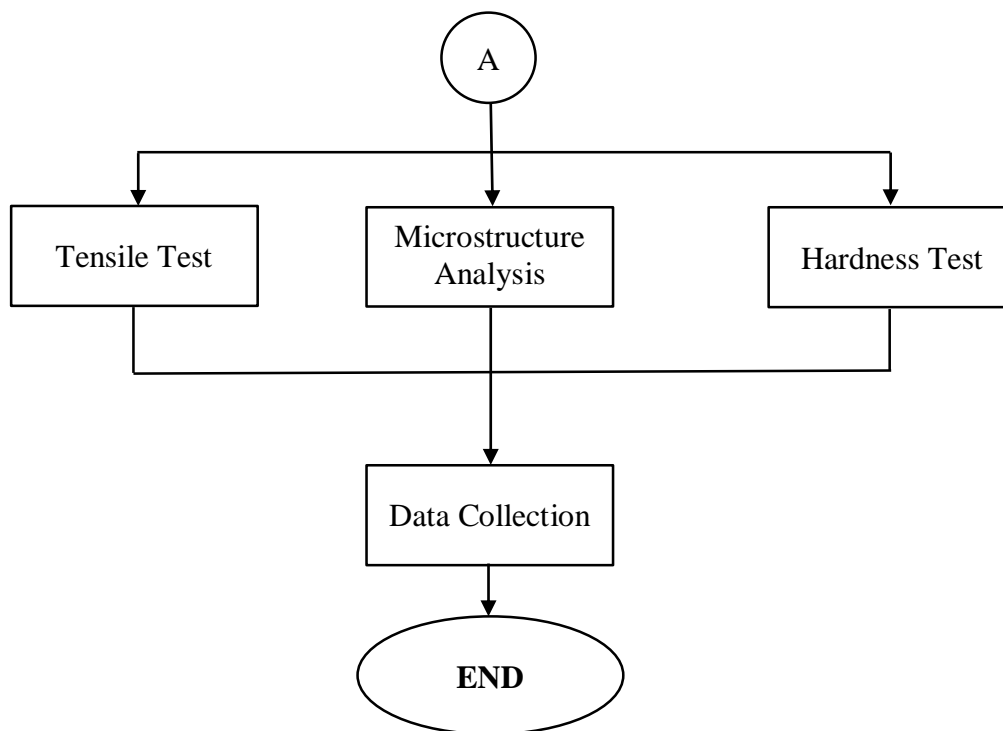 A
Tensile Test
Microstructure
Analysis
Hardness Test
Data Collection
END